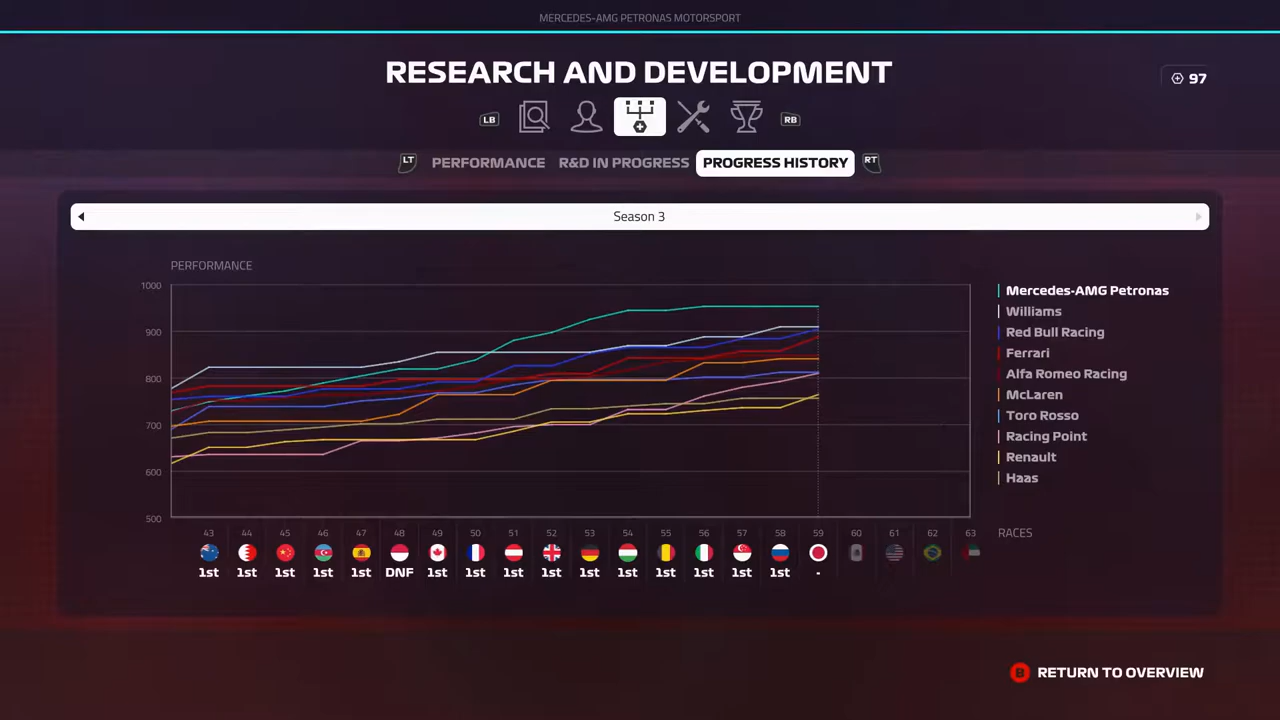 MERCEDES-AMG PETRONAS MOTORSPORT
RESEARCH AND DEVELOPMENT
97
LB RB
LT PERFORMANCE R&D IN PROGRESS PROGRESS HISTORY RT
Season 3
PERFORMANCE
1000
900
800
700
600
500
Mercedes-AMG Petronas
Williams
Red Bull Racing
Ferrari
Alfa Romeo Racing
McLaren
Toro Rosso
Racing Point
Renault
Haas
43 44 45 46 47 48 49 50 51 52 53 54 55 56 57 58 59 60 61 62 63 RACES
1st 1st 1st 1st 1st DNF 1st 1st 1st 1st 1st 1st 1st 1st 1st 1st -
B RETURN TO OVERVIEW